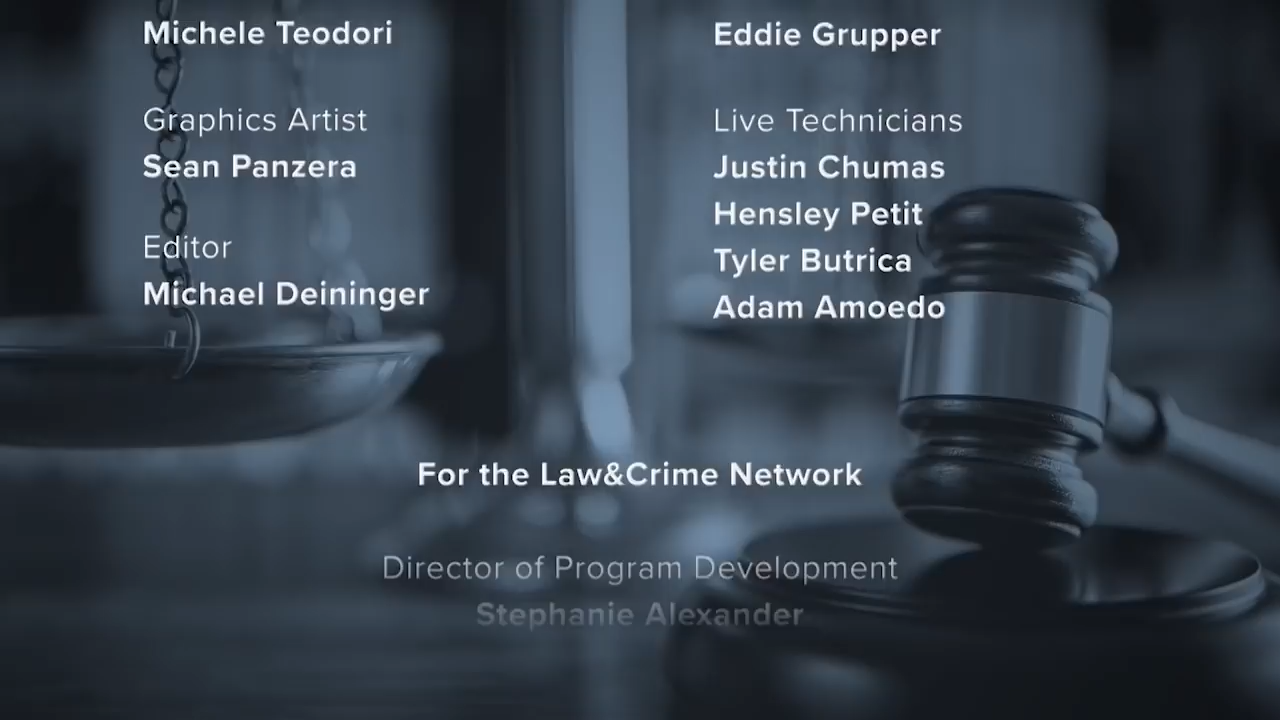 Michele Teodori
Graphics Artist
Sean Panzera
Editor
Michael Deininger
Eddie Grupper
Live Technicians
Justin Chumas
Hensley Petit
Tyler Butrica
Adam Amoedo
For the Law&Crime Network
Director of Program Development
Stephanie Alexander